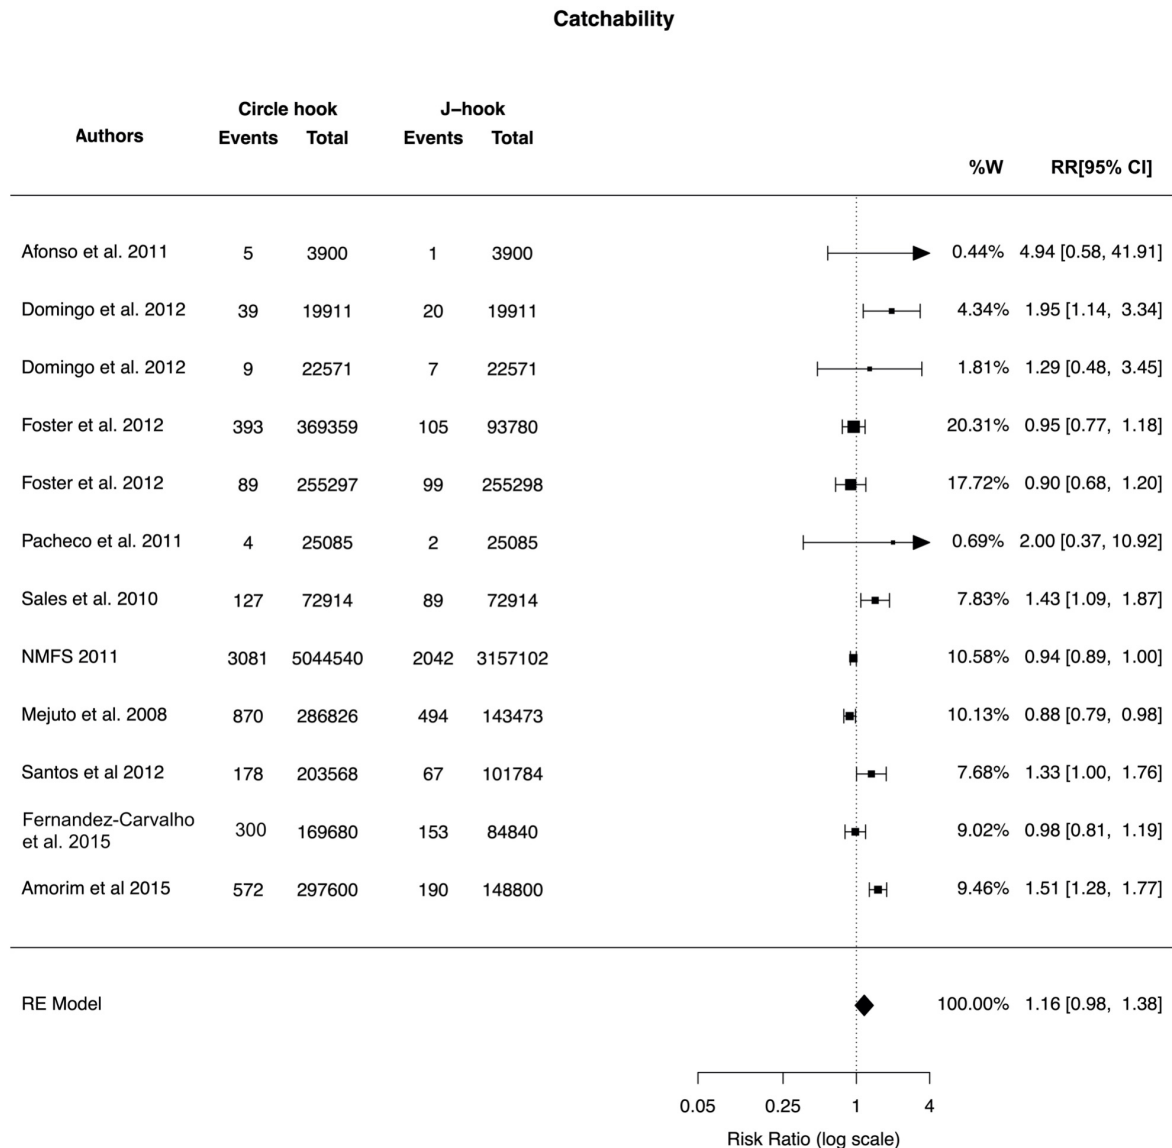 Catchability
Circle hook J-hook
Authors Events Total Events Total
%W RR[95% CI]
Afonso et al. 2011 5 3900 1 3900 0.44% 4.94 [0.58, 41.91]
Domingo et al. 2012 39 19911 20 19911 4.34% 1.95 [1.14, 3.34]
Domingo et al. 2012 9 22571 7 22571 1.81% 1.29 [0.48, 3.45]
Foster et al. 2012 393 369359 105 93780 20.31% 0.95 [0.77, 1.18]
Foster et al. 2012 89 255297 99 255298 17.72% 0.90 [0.68, 1.20]
Pacheco et al. 2011 4 25085 2 25085 0.69% 2.00 [0.37, 10.92]
Sales et al. 2010 127 72914 89 72914 7.83% 1.43 [1.09, 1.87]
NMFS 2011 3081 5044540 2042 3157102 10.58% 0.94 [0.89, 1.00]
Mejuto et al. 2008 870 286826 494 143473 10.13% 0.88 [0.79, 0.98]
Santos et al 2012 178 203568 67 101784 7.68% 1.33 [1.00, 1.76]
Fernandez-Carvalho
et al. 2015 300 169680 153 84840 9.02% 0.98 [0.81, 1.19]
Amorim et al 2015 572 297600 190 148800 9.46% 1.51 [1.28, 1.77]
RE Model 100.00% 1.16 [0.98, 1.38]
0.05 0.25 1 4
Risk Ratio (log scale)